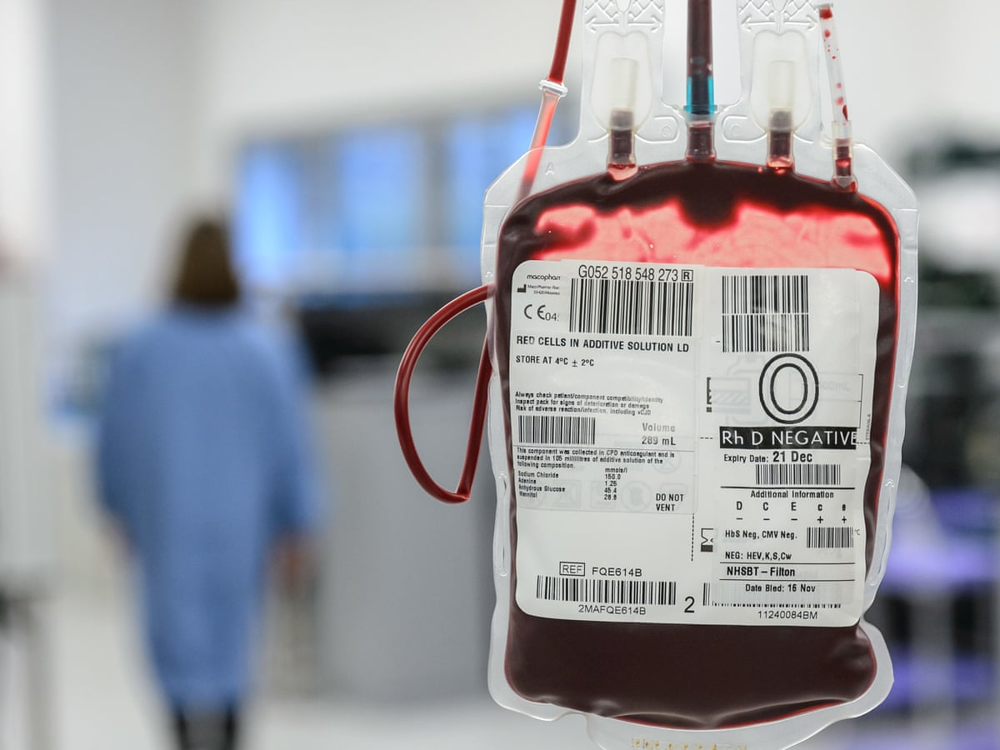 A
macopharm
G052 518 548 273 R
CE 04
RED CELLS IN ADDITIVE SOLUTION LD
STORE AT 4ºC ± 2ºC
Always check patient/component compatibility/identity
Inspect pack for signs of deterioration or damage
Risk of adverse reaction/infection, including vCJD
Volume
289 mL
This component was collected in CPD anticoagulant and is
suspended in 105 millilitres of additive solution of the
following composition.
mmols/l
Sodium Chloride 150.0
Adenine 1.25
Anhydrous Glucose 45.4
Mannitol 28.8
DO NOT
VENT
REF FQE614B
2MAFQE614B
2
O
Rh D NEGATIVE
Expiry Date: 21 Dec
Additional Information
D C E c e
– – – + +
HbS Neg, CMV Neg.
NEG: HEV,K,S,Cw
NHSBT – Filton
Date Bled: 16 Nov
11240084BM